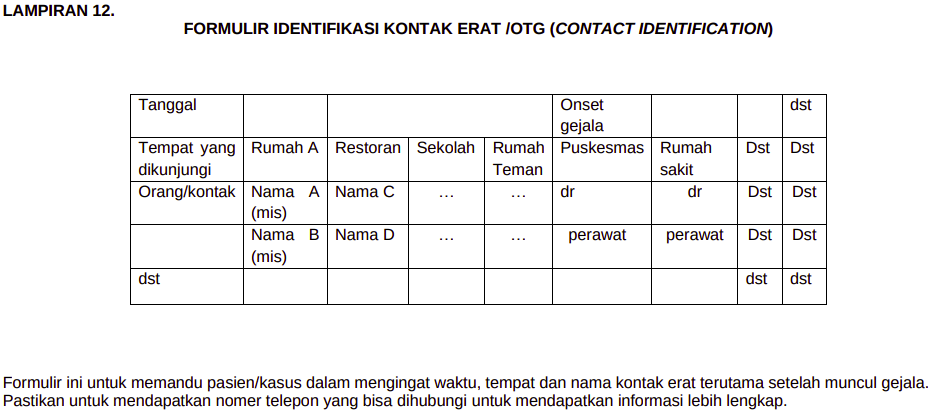 LAMPIRAN 12.
FORMULIR IDENTIFIKASI KONTAK ERAT /OTG (CONTACT IDENTIFICATION)
Tanggal Onset gejala dst
Tempat yang dikunjungi Rumah A Restoran Sekolah Rumah Teman Puskesmas Rumah sakit Dst Dst
Orang/kontak Nama A (mis) Nama C … … dr dr Dst Dst
Nama B (mis) Nama D … … perawat perawat Dst Dst
dst dst dst
Formulir ini untuk memandu pasien/kasus dalam mengingat waktu, tempat dan nama kontak erat terutama setelah muncul gejala.
Pastikan untuk mendapatkan nomer telepon yang bisa dihubungi untuk mendapatkan informasi lebih lengkap.